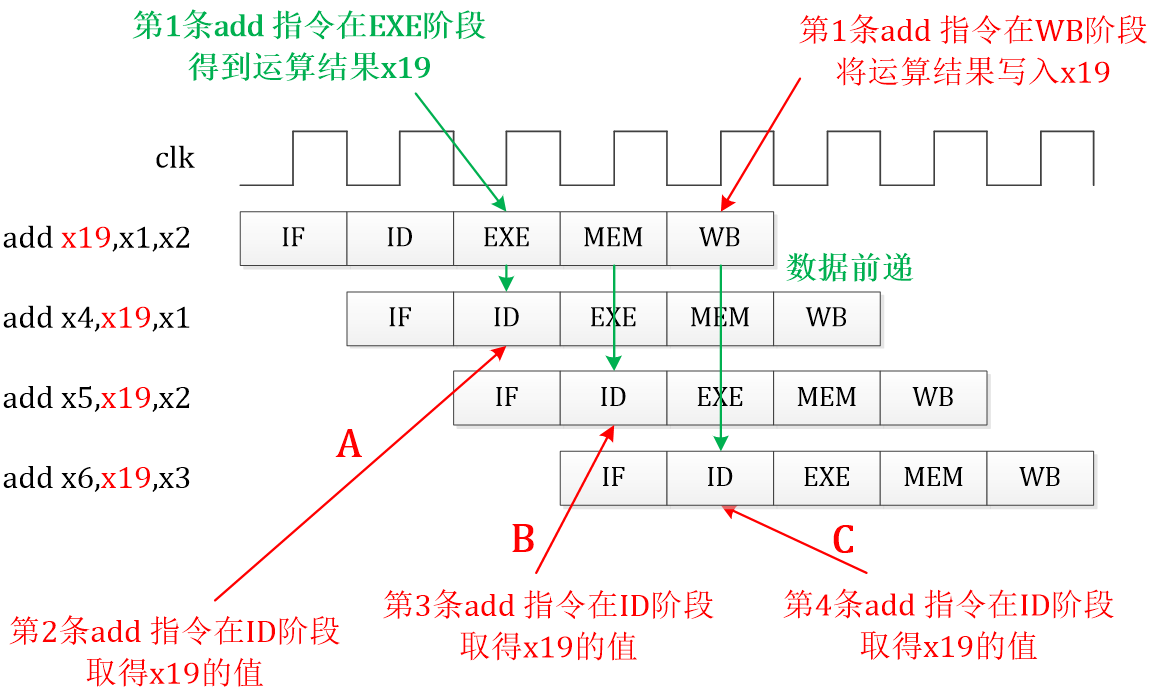 第1条add 指令在EXE阶段
得到运算结果x19
第1条add 指令在WB阶段
将运算结果写入x19
clk
add x19,x1,x2
IF ID EXE MEM WB
数据前递
add x4,x19,x1
IF ID EXE MEM WB
add x5,x19,x2
IF ID EXE MEM WB
A
add x6,x19,x3
IF ID EXE MEM WB
B
C
第2条add 指令在ID阶段
取得x19的值
第3条add 指令在ID阶段
取得x19的值
第4条add 指令在ID阶段
取得x19的值